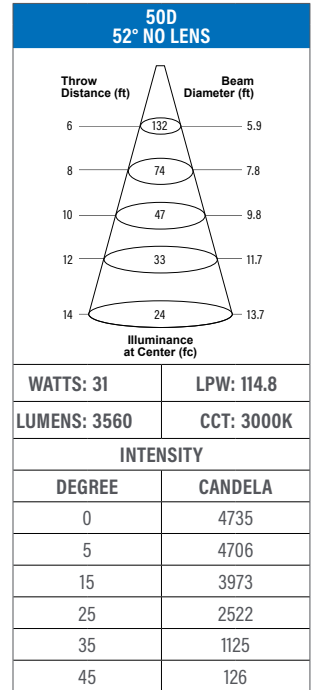 50D
52° NO LENS
Throw
Distance (ft)
Beam
Diameter (ft)
6 132 5.9
8 74 7.8
10 47 9.8
12 33 11.7
14 24 13.7
Illuminance
at Center (fc)
WATTS: 31 LPW: 114.8
LUMENS: 3560 CCT: 3000K
INTENSITY
DEGREE CANDELA
0 4735
5 4706
15 3973
25 2522
35 1125
45 126